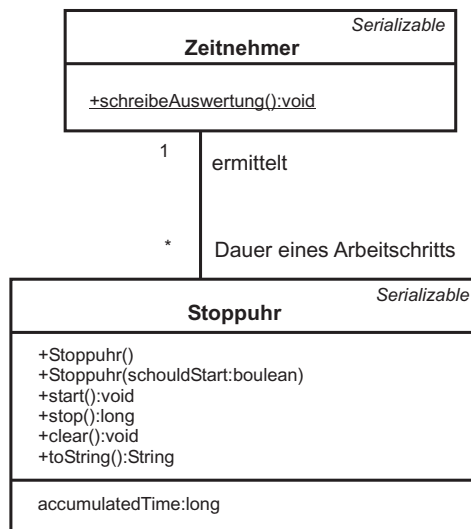 Serializable
Zeitnehmer
+schreibeAuswertung():void
1
ermittelt
*
Dauer eines Arbeitschritts
Serializable
Stoppuhr
+Stoppuhr()
+Stoppuhr(schouldStart:boulean)
+start():void
+stop():long
+clear():void
+toString():String
accumulatedTime:long